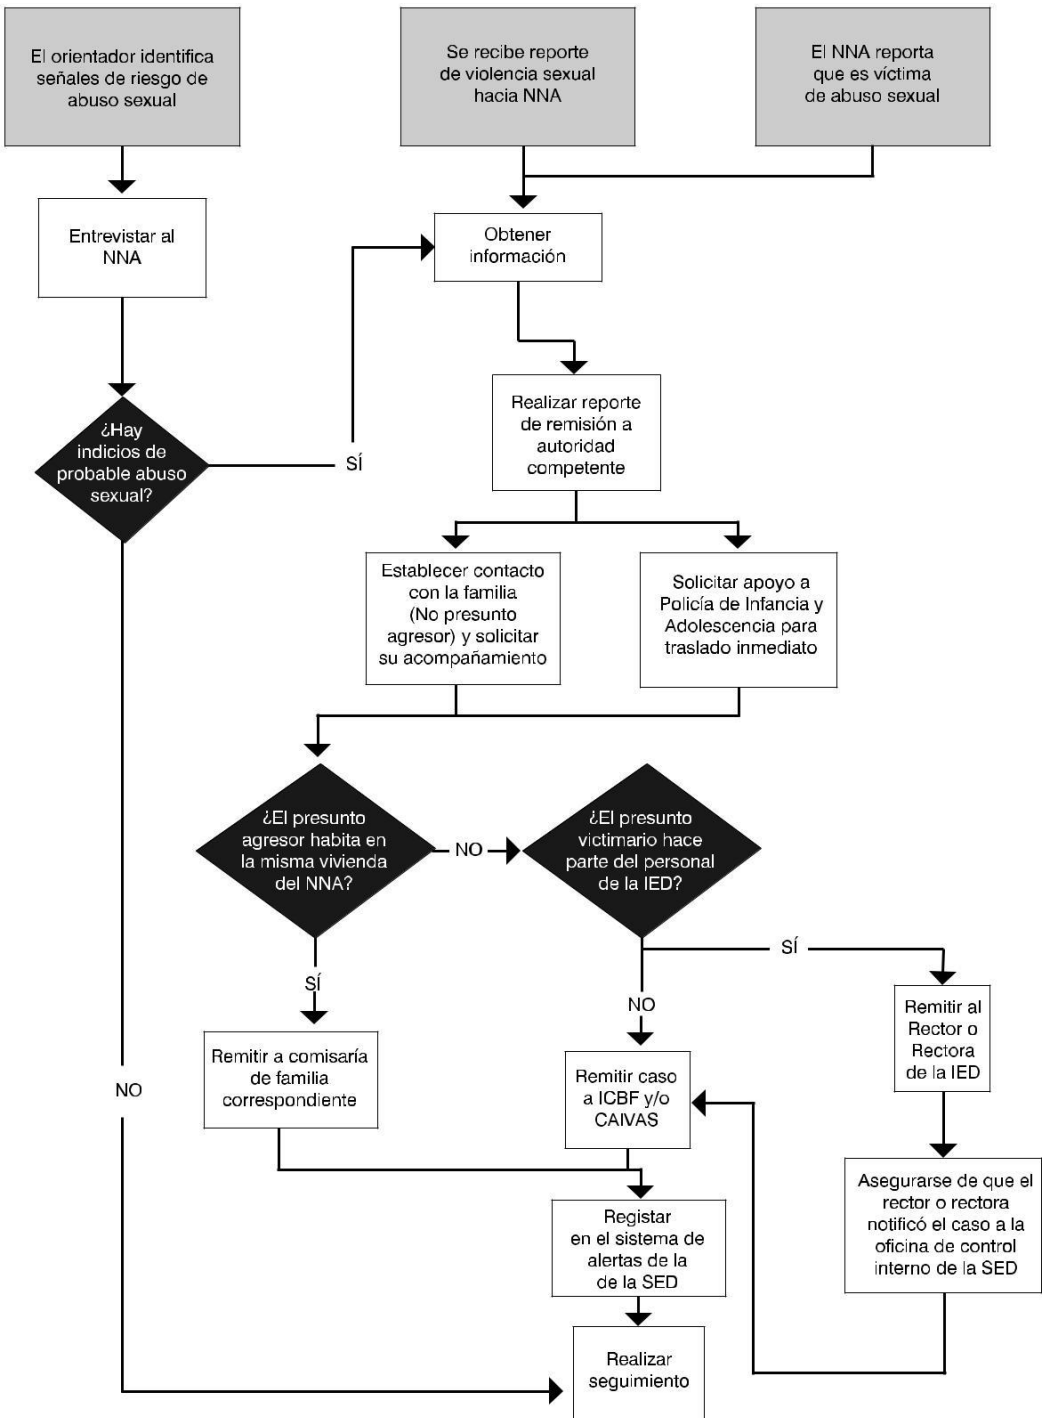 El orientador identifica
señales de riesgo de
abuso sexual
Se recibe reporte
de violencia sexual
hacia NNA
El NNA reporta
que es víctima
de abuso sexual
Entrevistar al
NNA
Obtener
información
¿Hay
indicios de
probable abuso
sexual?
SÍ
Realizar reporte
de remisión a
autoridad
competente
Establecer contacto
con la familia
(No presunto
agresor) y solicitar
su acompañamiento
Solicitar apoyo a
Policía de Infancia y
Adolescencia para
traslado inmediato
¿El presunto
agresor habita en
la misma vivienda
del NNA?
NO
¿El presunto
victimario hace
parte del personal
de la IED?
SÍ
SÍ
NO
Remitir al
Rector o
Rectora
de la IED
Remitir a comisaría
de familia
correspondiente
Remitir caso
a ICBF y/o
CAIVAS
NO
Asegurarse de que el
rector o rectora
notificó el caso a la
oficina de control
interno de la SED
Registar
en el sistema de
alertas de la
de la SED
Realizar
seguimiento